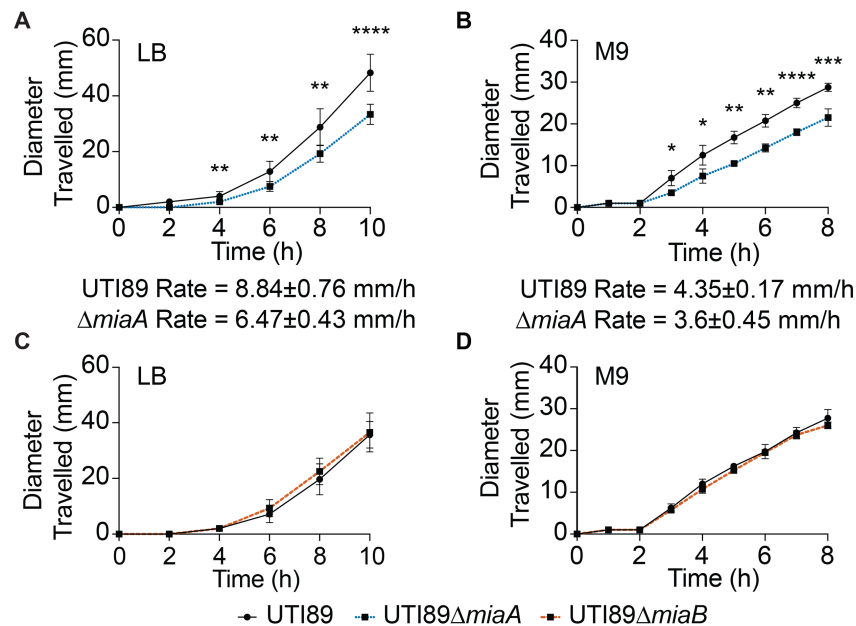 A
LB
Diameter
Travelled (mm)
60
40
20
0
** ** ** ****
0 2 4 6 8 10
Time (h)
UTI89 Rate = 8.84±0.76 mm/h
ΔmiaA Rate = 6.47±0.43 mm/h
B
M9
Diameter
Travelled (mm)
40
30
20
10
0
* * ** ** **** ***
0 2 4 6 8
Time (h)
UTI89 Rate = 4.35±0.17 mm/h
ΔmiaA Rate = 3.6±0.45 mm/h
C
LB
Diameter
Travelled (mm)
60
40
20
0
0 2 4 6 8 10
Time (h)
D
M9
Diameter
Travelled (mm)
40
30
20
10
0
0 2 4 6 8
Time (h)
UTI89 UTI89ΔmiaA UTI89ΔmiaB